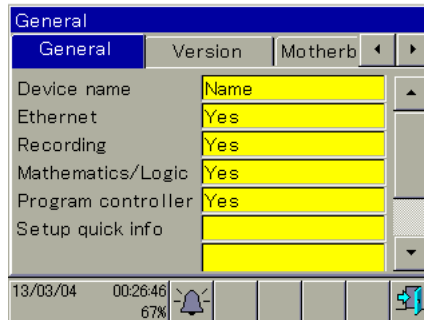 General
General Version Motherb
Device name Name
Ethernet Yes
Recording Yes
Mathematics/Logic Yes
Program controller Yes
Setup quick info
13/03/04 00:26:46
67%